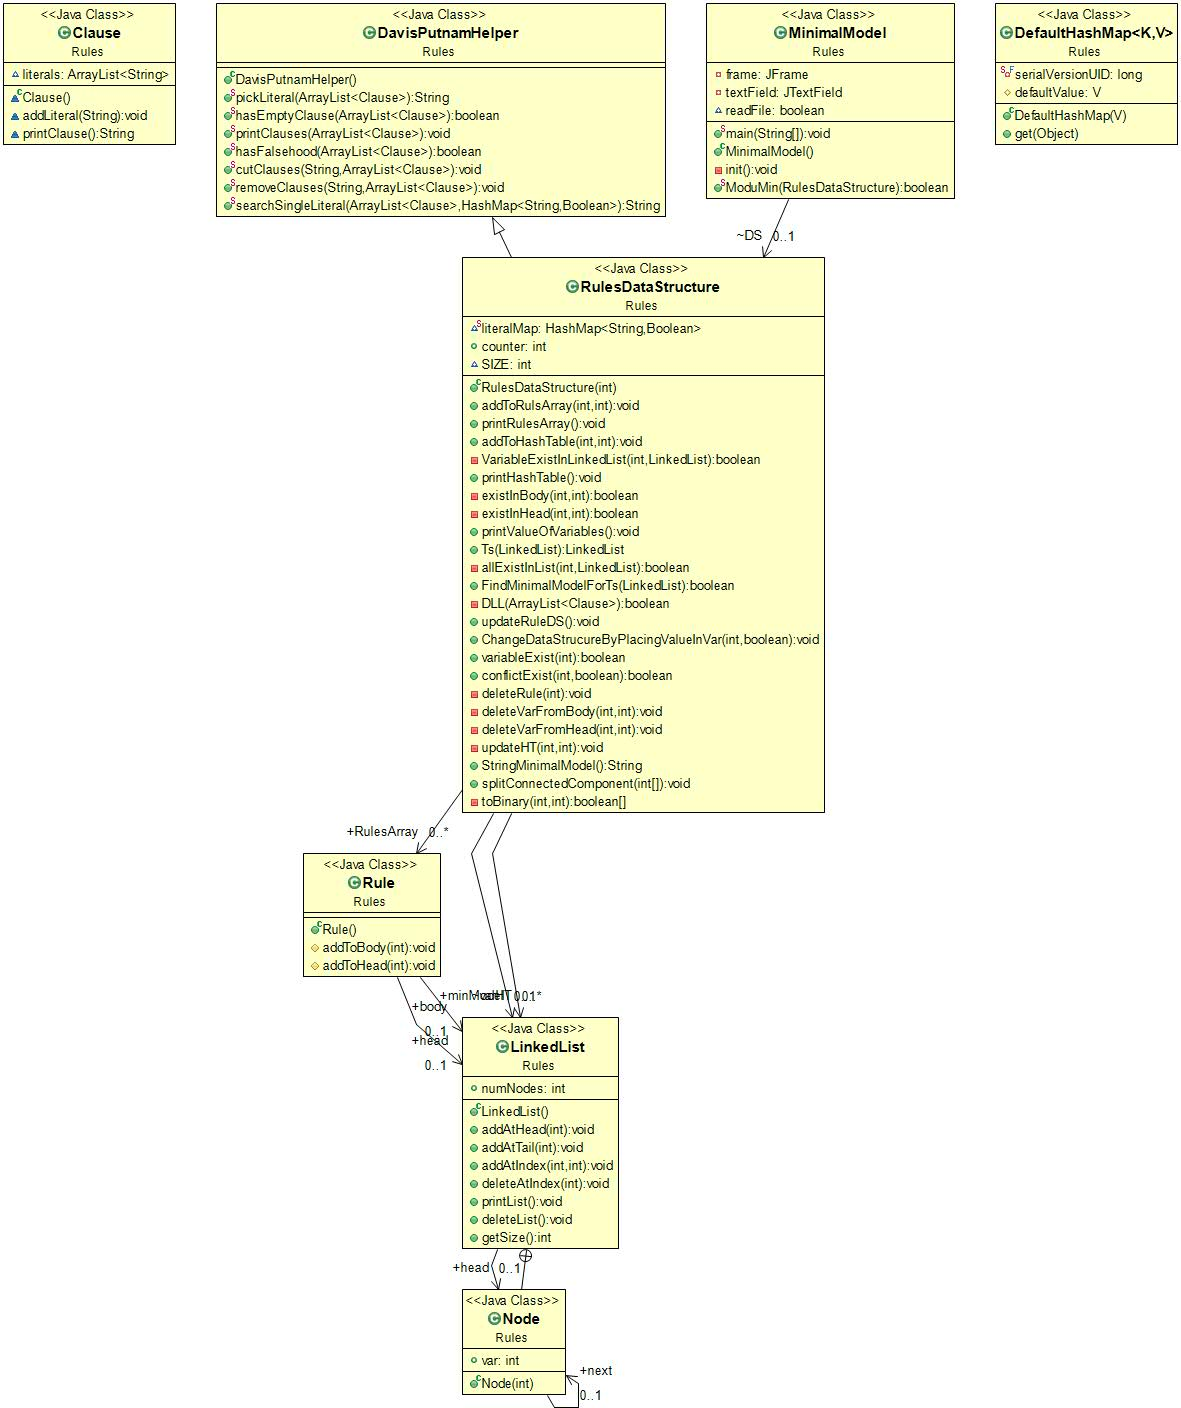 <<Java Class>>
Clause
Rules
literals: ArrayList<String>
Clause()
addLiteral(String):void
printClause():String
<<Java Class>>
DavisPutnamHelper
Rules
DavisPutnamHelper()
pickLiteral(ArrayList<Clause>):String
hasEmptyClause(ArrayList<Clause>):boolean
printClauses(ArrayList<Clause>):void
hasFalsehood(ArrayList<Clause>):boolean
cutClauses(String,ArrayList<Clause>):void
removeClauses(String,ArrayList<Clause>):void
searchSingleLiteral(ArrayList<Clause>,HashMap<String,Boolean>):String
<<Java Class>>
MinimalModel
Rules
frame: JFrame
textField: JTextField
readFile: boolean
main(String[]):void
MinimalModel()
init():void
ModuMin(RulesDataStructure):boolean
<<Java Class>>
DefaultHashMap<K,V>
Rules
serialVersionUID: long
defaultValue: V
DefaultHashMap(V)
get(Object)
~DS 0..1
<<Java Class>>
RulesDataStructure
Rules
literalMap: HashMap<String,Boolean>
counter: int
SIZE: int
RulesDataStructure(int)
addToRulsArray(int,int):void
printRulesArray():void
addToHashTable(int,int):void
VariableExistInLinkedList(int,LinkedList):boolean
printHashTable():void
existInBody(int,int):boolean
existInHead(int,int):boolean
printValueOfVariables():void
Ts(LinkedList):LinkedList
allExistInList(int,LinkedList):boolean
FindMinimalModelForTs(LinkedList):boolean
DLL(ArrayList<Clause>):boolean
updateRuleDS():void
ChangeDataStrucureByPlacingValueInVar(int,boolean):void
variableExist(int):boolean
conflictExist(int,boolean):boolean
deleteRule(int):void
deleteVarFromBody(int,int):void
deleteVarFromHead(int,int):void
updateHT(int,int):void
StringMinimalModel():String
splitConnectedComponent(int[]):void
toBinary(int,int):boolean[]
+RulesArray 0..*
<<Java Class>>
Rule
Rules
Rule()
addToBody(int):void
addToHead(int):void
+body
0..1
+head
0..1
<<Java Class>>
LinkedList
Rules
numNodes: int
LinkedList()
addAtHead(int):void
addAtTail(int):void
addAtIndex(int,int):void
deleteAtIndex(int):void
printList():void
deleteList():void
getSize():int
+head 0..1
<<Java Class>>
Node
Rules
var: int
Node(int)
+next
0..1